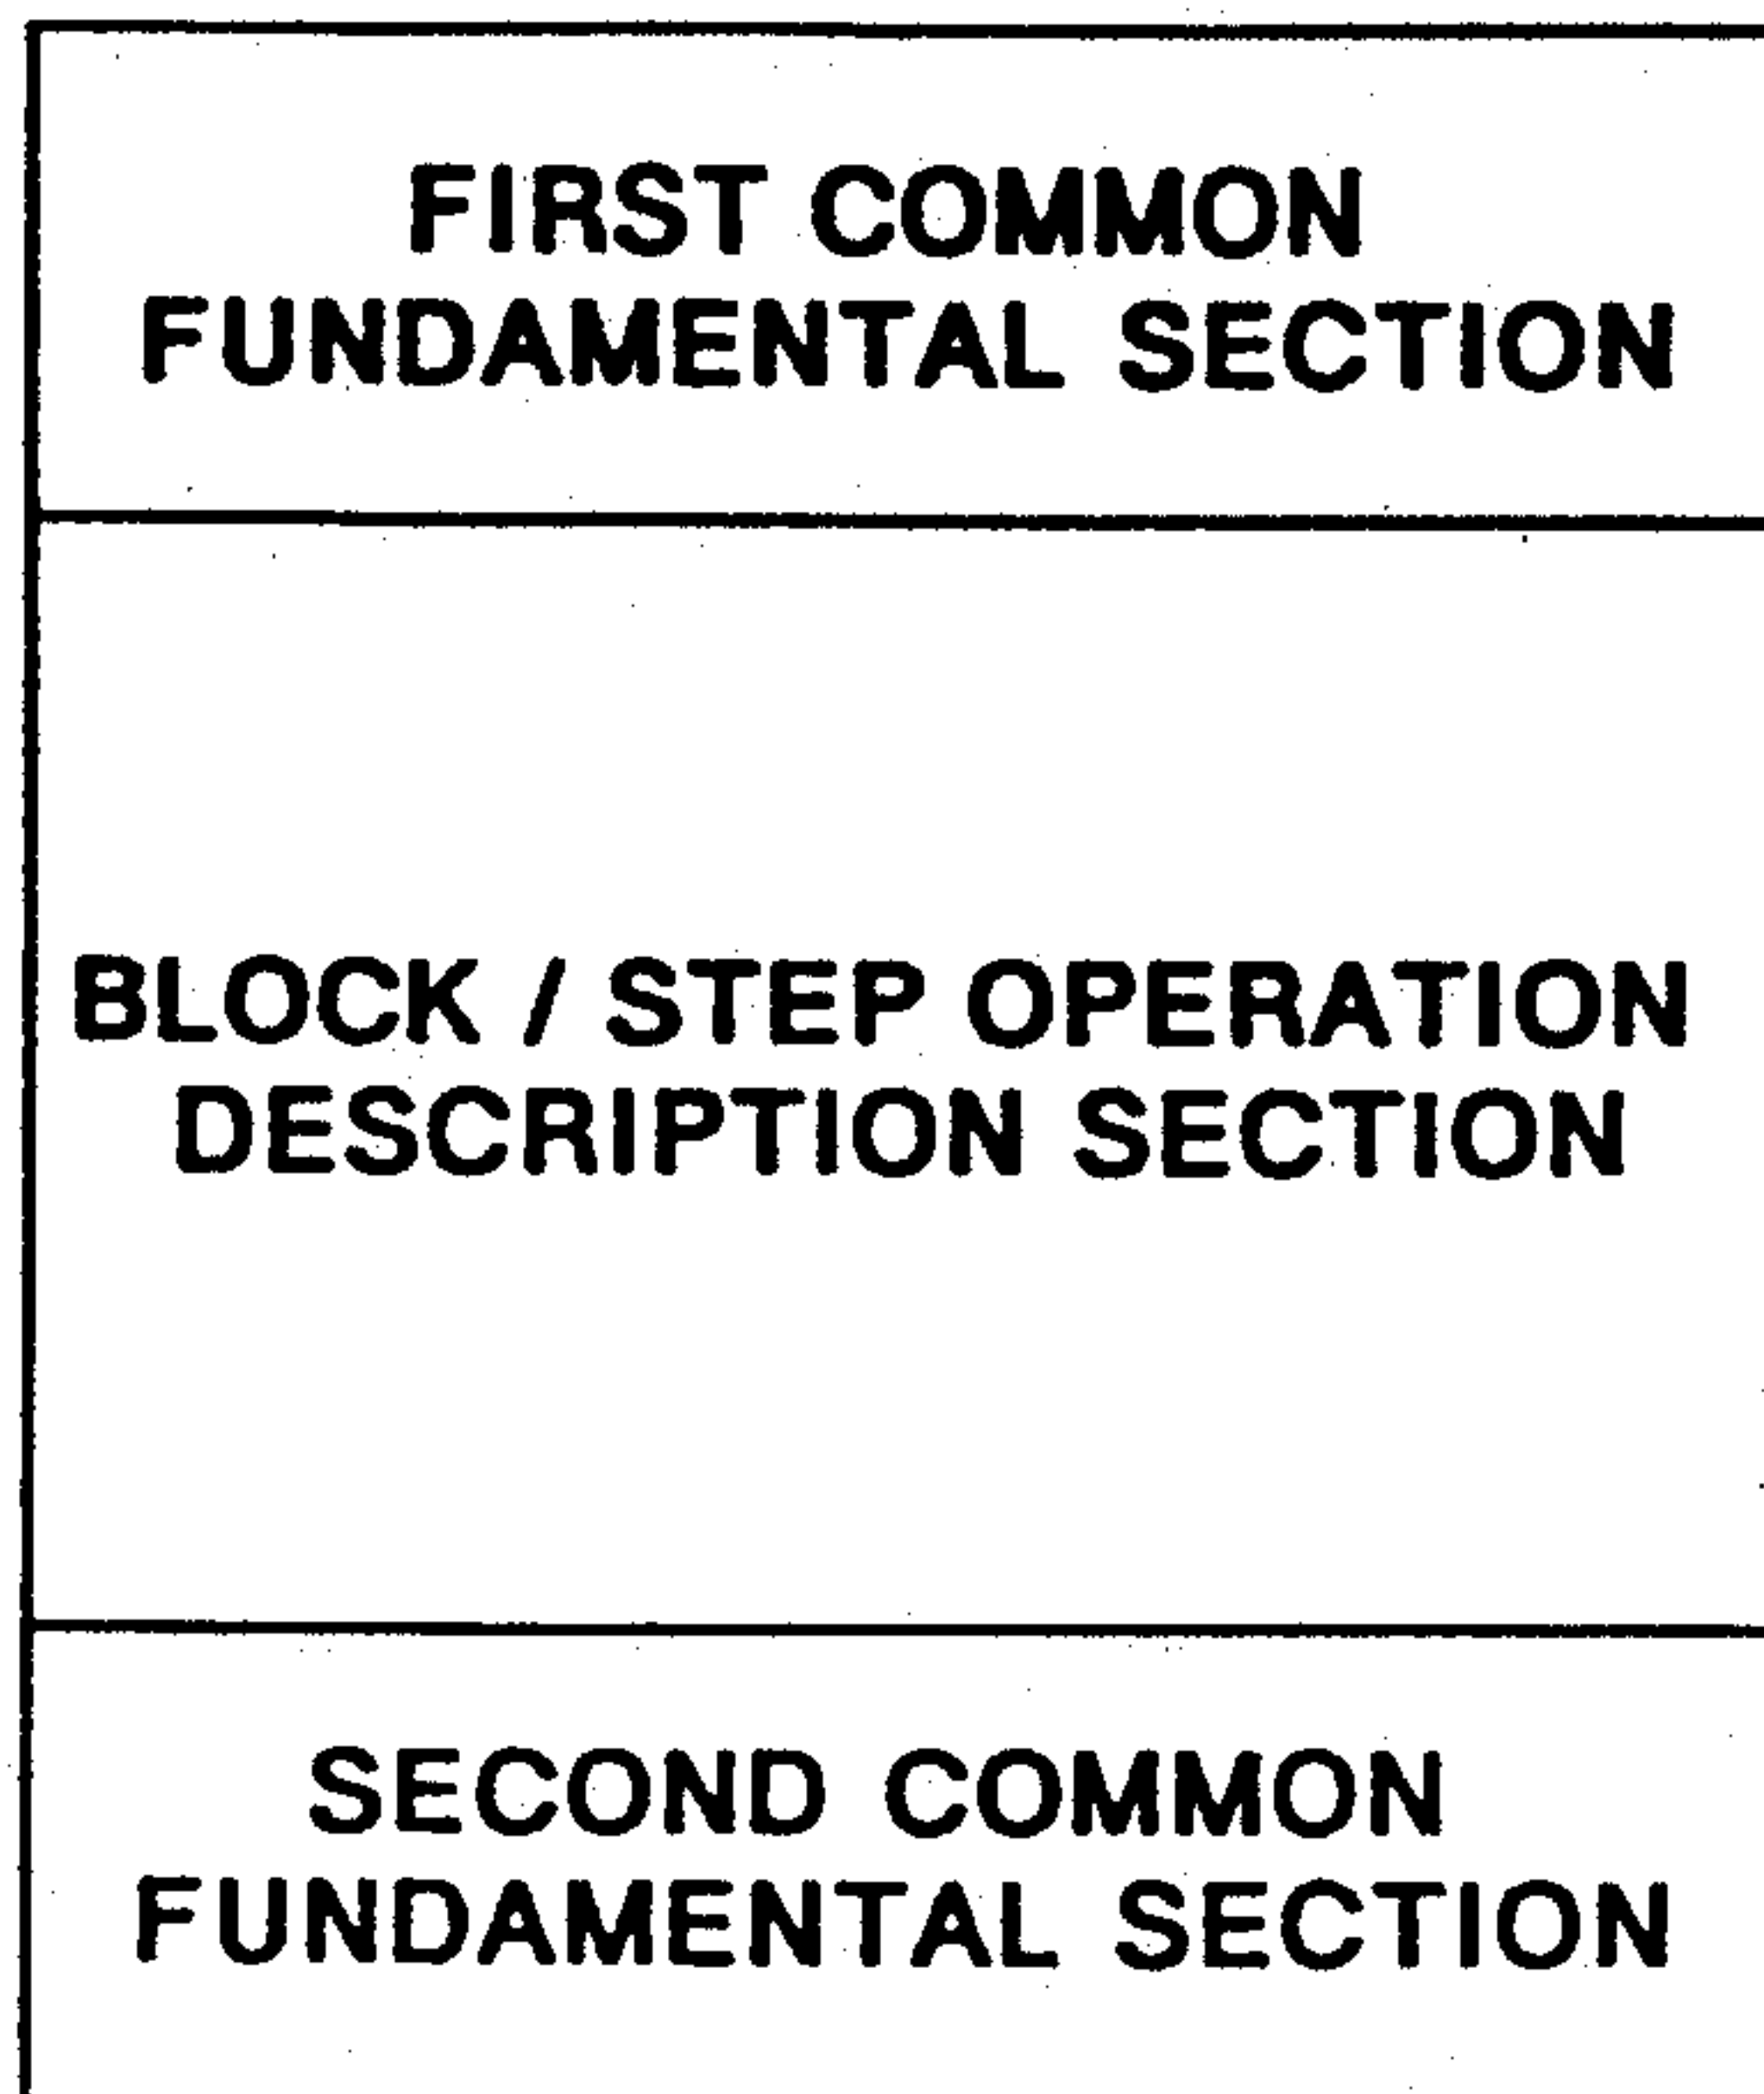 FIRST COMMON
FUNDAMENTAL SECTION
BLOCK / STEP OPERATION
DESCRIPTION SECTION
SECOND COMMON
FUNDAMENTAL SECTION